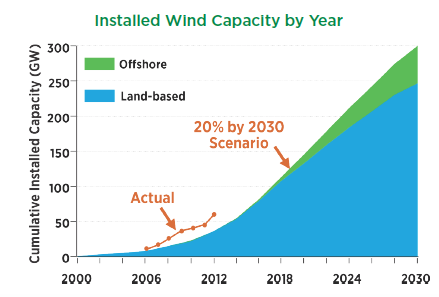 Installed Wind Capacity by Year
Cumulative Installed Capacity (GW)
300
250
200
150
100
50
0
Offshore
Land-based
20% by 2030
Scenario
Actual
2000
2006
2012
2018
2024
2030